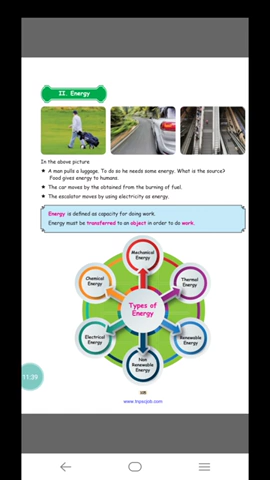 II. Energy
In the above picture
★ A man pulls a luggage. To do so he needs some energy. What is the source?
Food gives energy to humans.
★ The car moves by the obtained from the burning of fuel.
★ The escalator moves by using electricity as energy.
Energy is defined as capacity for doing work.
Energy must be transferred to an object in order to do work.
Mechanical
Energy
Chemical
Energy
Thermal
Energy
Types of
Energy
Electrical
Energy
Renewable
Energy
Non
Renewable
Energy
11:39
www.tnpscjob.com